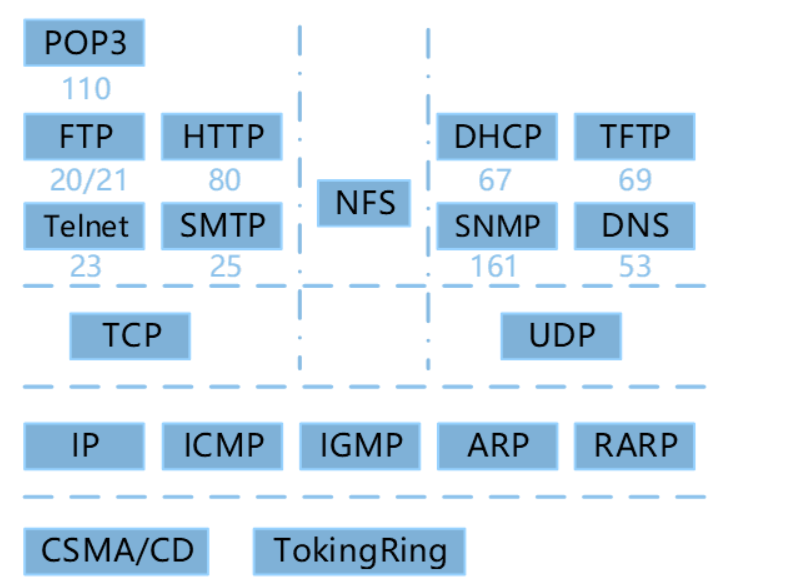 POP3
110
FTP HTTP DHCP TFTP
20/21 80 67 69
NFS
Telnet SMTP SNMP DNS
23 25 161 53
TCP UDP
IP ICMP IGMP ARP RARP
CSMA/CD TokingRing